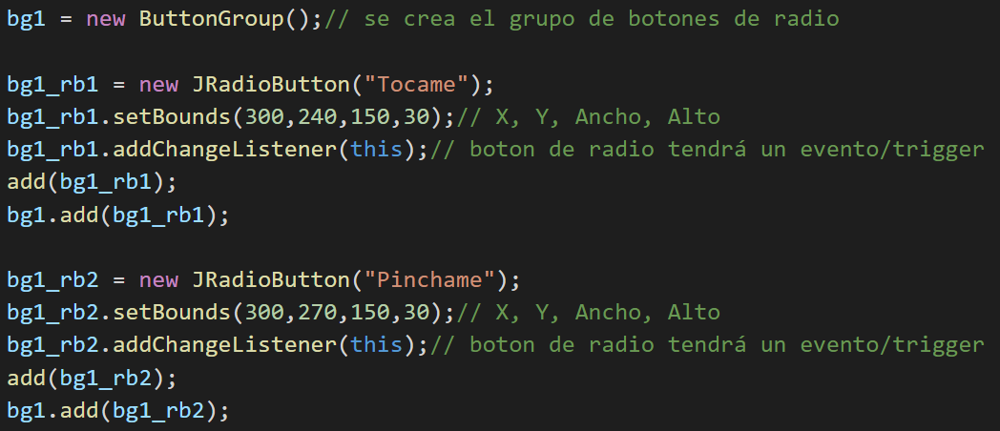 bg1 = new ButtonGroup();// se crea el grupo de botones de radio
bg1_rb1 = new JRadioButton("Tocame");
bg1_rb1.setBounds(300,240,150,30);// X, Y, Ancho, Alto
bg1_rb1.addChangeListener(this);// boton de radio tendrá un evento/trigger
add(bg1_rb1);
bg1.add(bg1_rb1);
bg1_rb2 = new JRadioButton("Pinchame");
bg1_rb2.setBounds(300,270,150,30);// X, Y, Ancho, Alto
bg1_rb2.addChangeListener(this);// boton de radio tendrá un evento/trigger
add(bg1_rb2);
bg1.add(bg1_rb2);